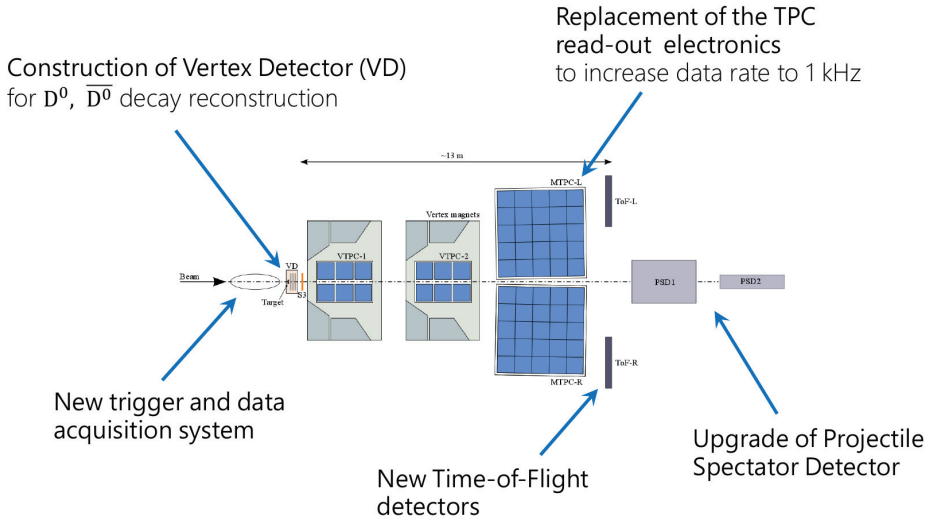 Replacement of the TPC
read-out electronics
to increase data rate to 1 kHz
Construction of Vertex Detector (VD)
for D⁰, D̅⁰ decay reconstruction
~13 m
MTPC-L
ToF-L
Vertex magnets
VTPC-1
VTPC-2
VD
Beam
Target
S3
PSD1
PSD2
ToF-R
MTPC-R
New trigger and data
acquisition system
New Time-of-Flight
detectors
Upgrade of Projectile
Spectator Detector